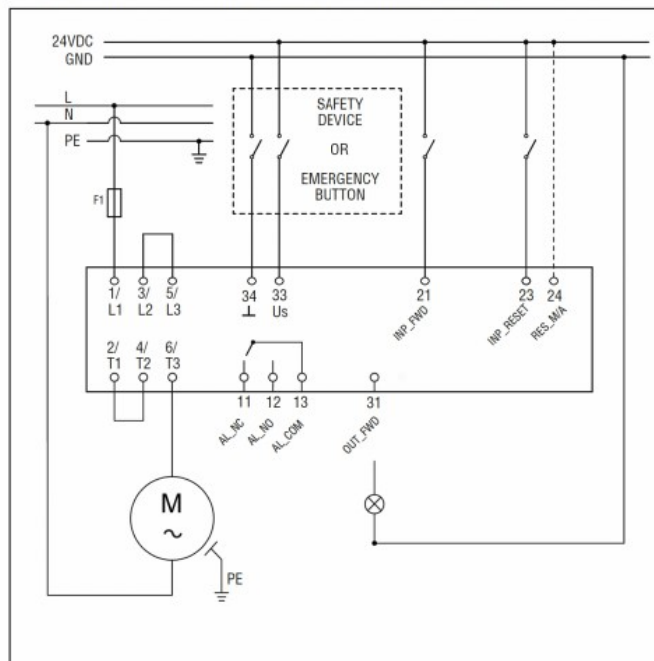 24VDC
GND
L
N
PE
F1
SAFETY
DEVICE
OR
EMERGENCY
BUTTON
1/ 3/ 5/
L1 L2 L3
34 33 21 23 24
⊥ Us
INP_FWD
INP_RESET
RES_M/A
2/ 4/ 6/
T1 T2 T3
11 12 13 31
AL_NC
AL_NO
AL_COM
OUT_FWD
M
~
PE